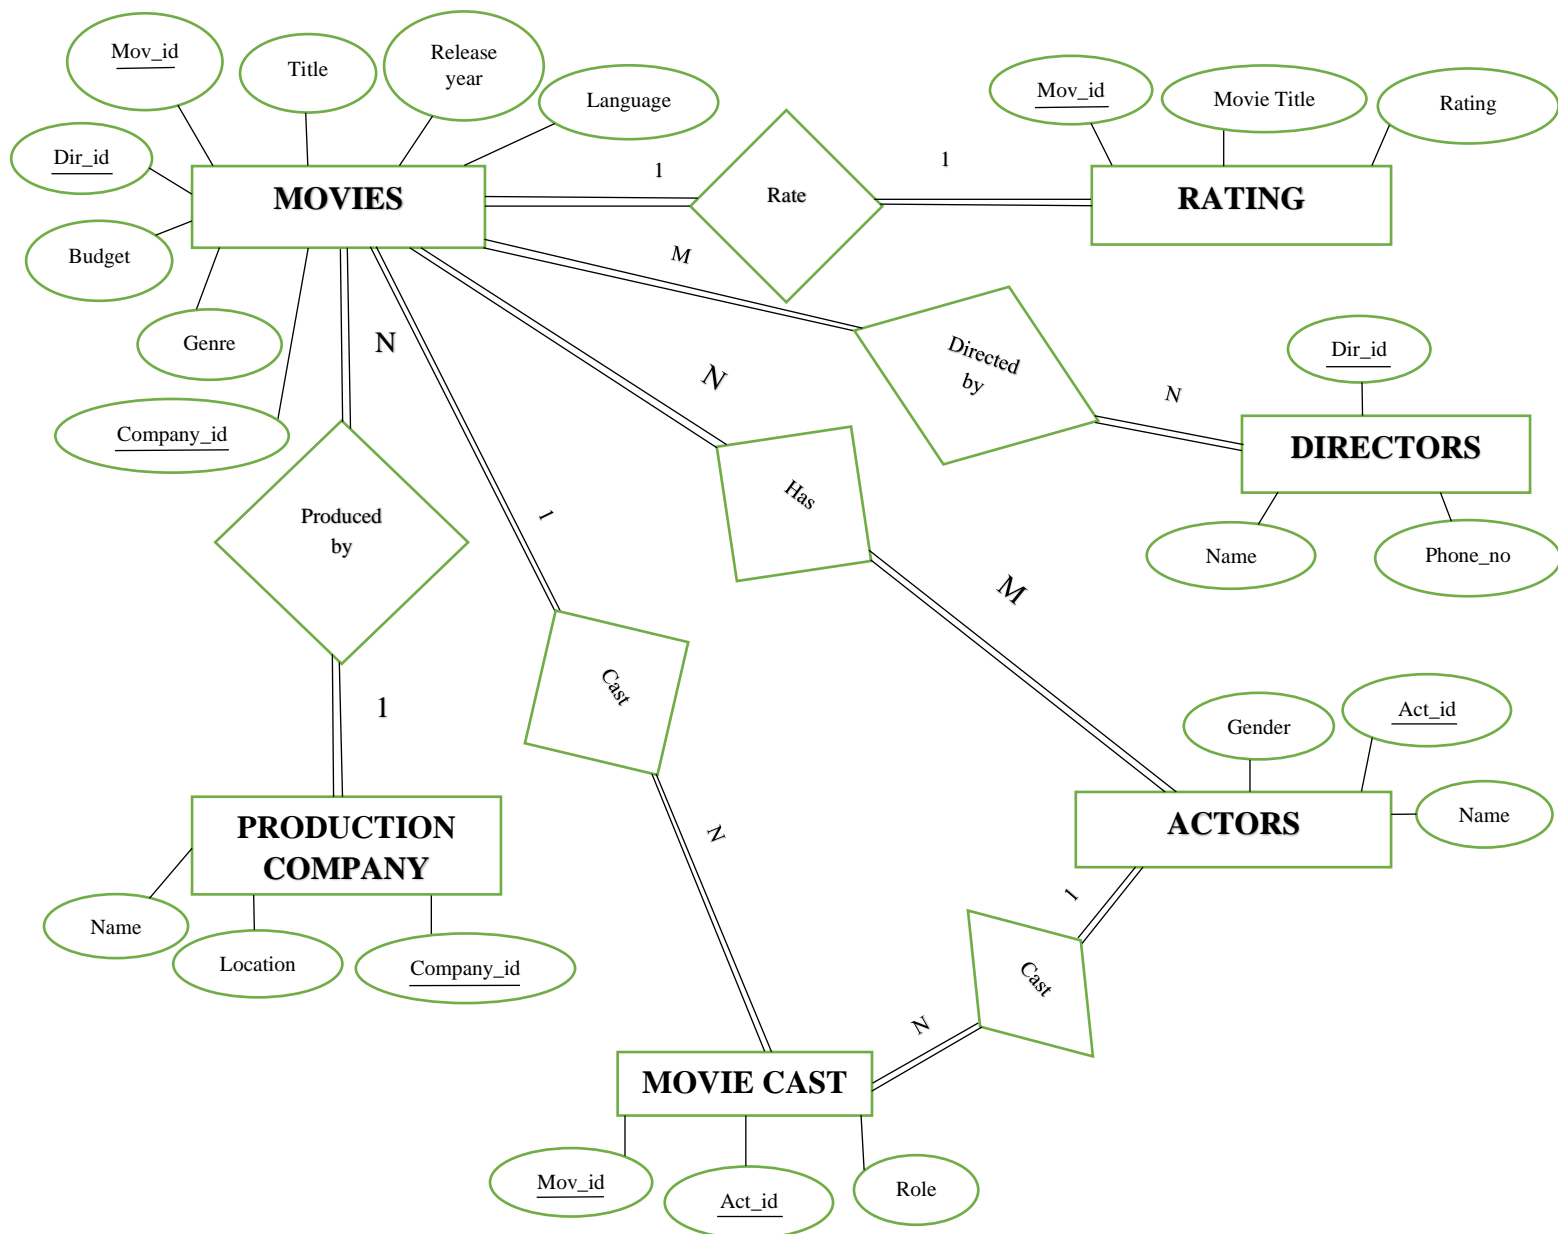 Mov_id
Title
Release
year
Language
Dir_id
MOVIES
Budget
Genre
Company_id
1
Rate
1
Mov_id
Movie Title
Rating
RATING
M
Directed
by
N
Dir_id
DIRECTORS
Name
Phone_no
N
Produced
by
1
PRODUCTION
COMPANY
Name
Location
Company_id
1
Cast
N
N
Has
M
Gender
Act_id
ACTORS
Name
1
Cast
N
MOVIE CAST
Mov_id
Act_id
Role